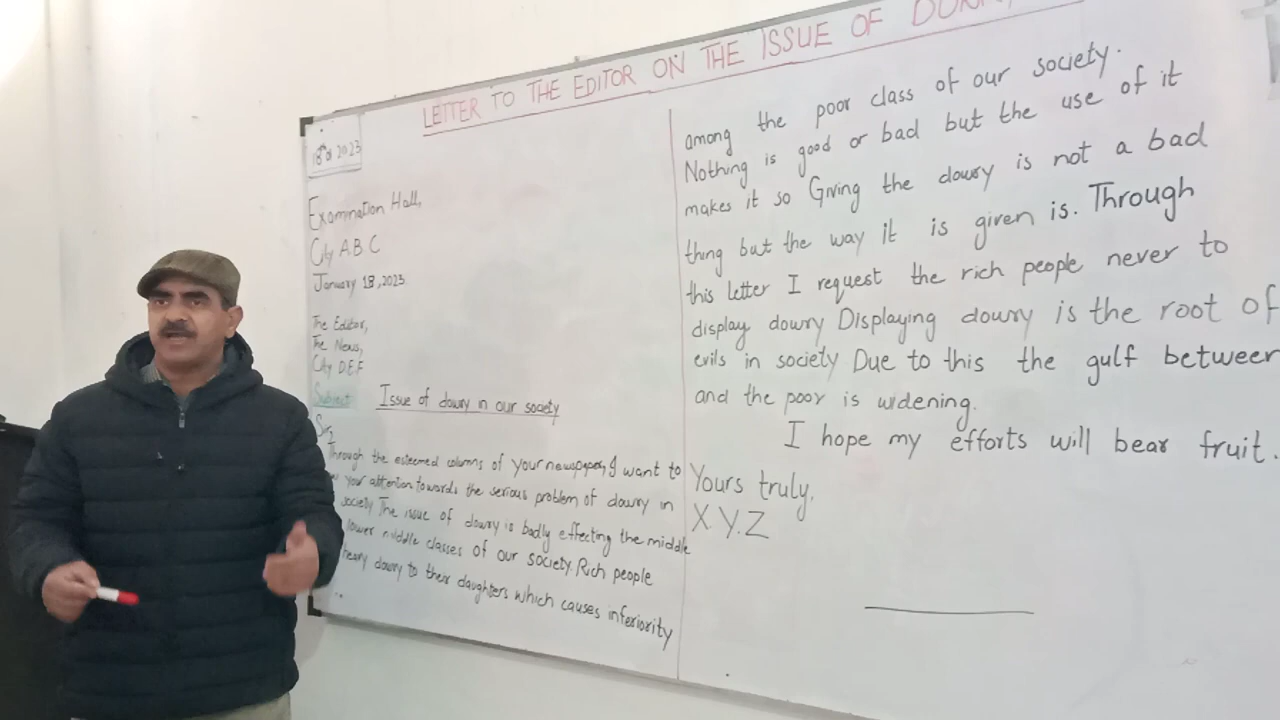 LETTER TO THE EDITOR ON THE ISSUE OF
18th 01 2023
Examination Hall,
City A.B.C
January 18, 2023
The Editor,
The News,
City D.E.F
Subject
Issue of dowry in our society
Sir,
Through the esteemed columns of your newspaper, I want to
your attention towards the serious problem of dowry in
society The issue of dowry is badly effecting the middle
lower middle classes of our society. Rich people
heavy dowry to their daughters which causes inferiority
among the poor class of our society.
Nothing is good or bad but the use of it
makes it so Giving the dowry is not a bad
thing but the way it is given is. Through
this letter I request the rich people never to
display dowry Displaying dowry is the root of
evils in society Due to this the gulf between
and the poor is widening.
I hope my efforts will bear fruit.
Yours truly,
X.Y.Z